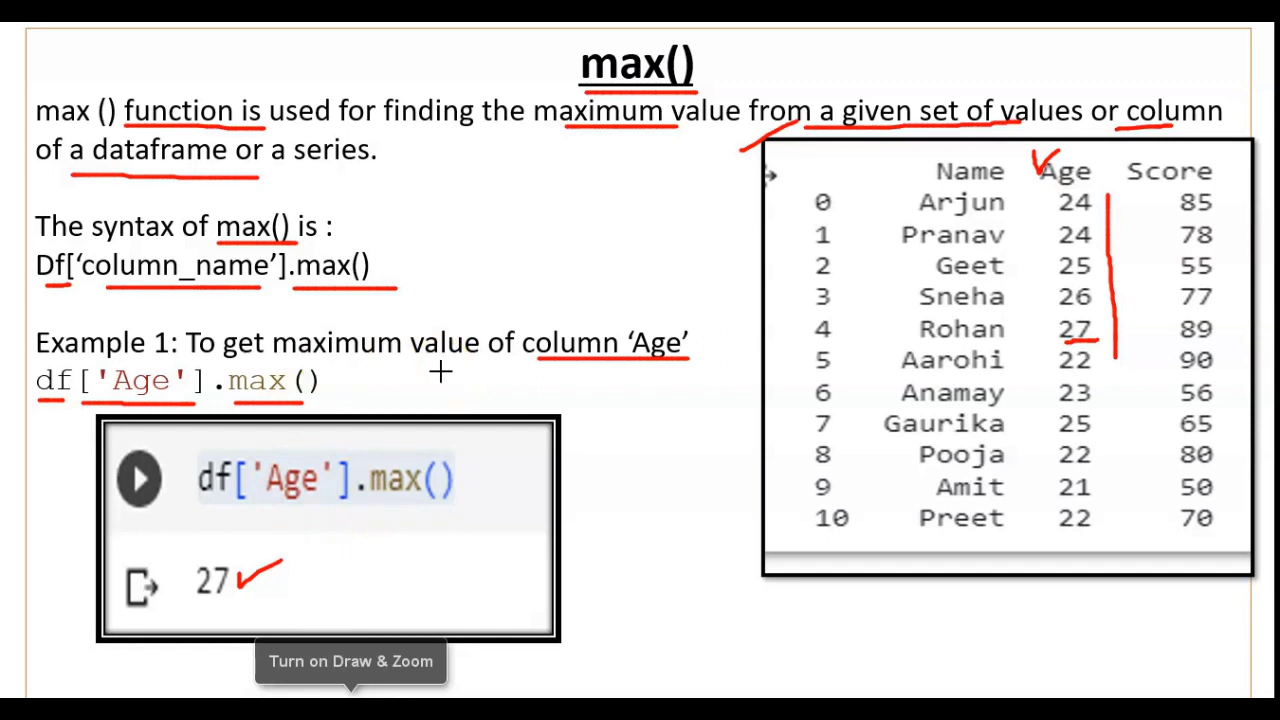 max()
max () function is used for finding the maximum value from a given set of values or column
of a dataframe or a series.
The syntax of max() is :
Df[‘column_name’].max()
Example 1: To get maximum value of column ‘Age’
df['Age'].max()
df['Age'].max()
27
Name Age Score
0 Arjun 24 85
1 Pranav 24 78
2 Geet 25 55
3 Sneha 26 77
4 Rohan 27 89
5 Aarohi 22 90
6 Anamay 23 56
7 Gaurika 25 65
8 Pooja 22 80
9 Amit 21 50
10 Preet 22 70
Turn on Draw & Zoom